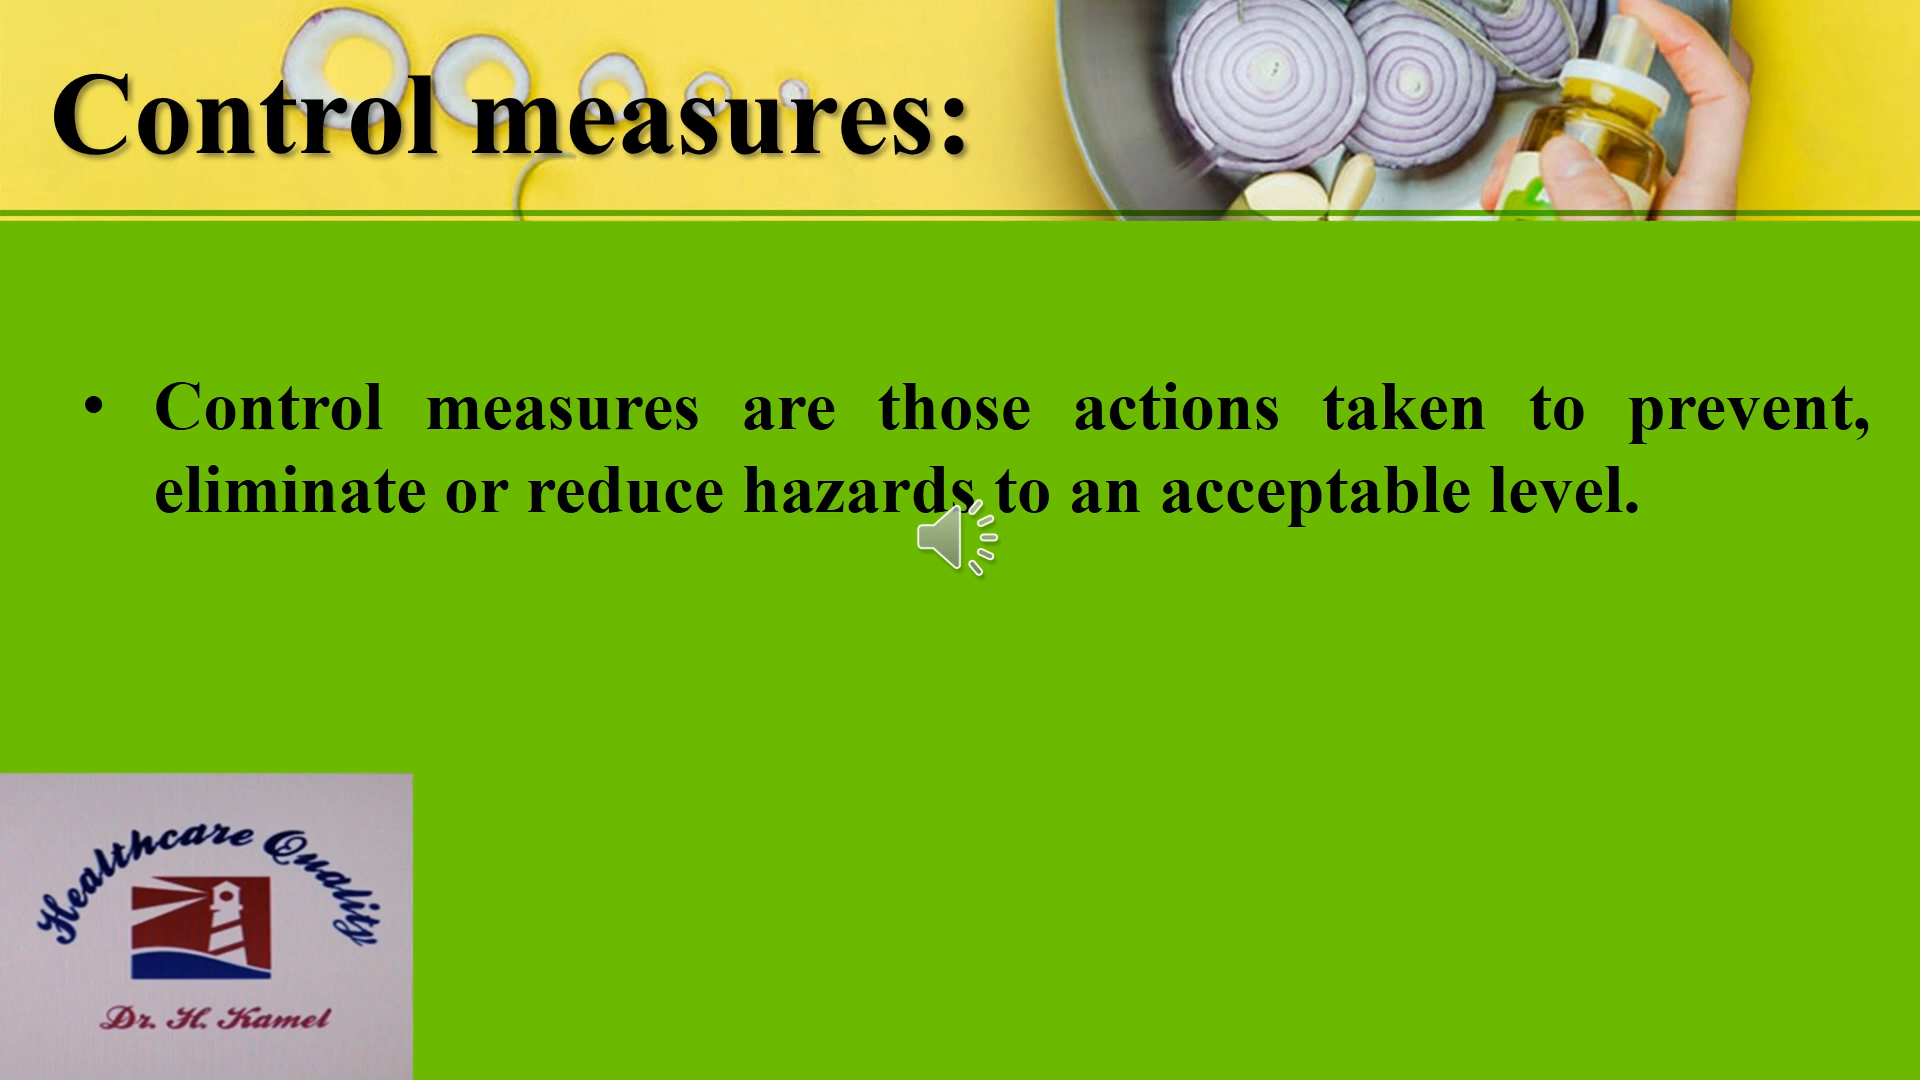 Control measures:
• Control measures are those actions taken to prevent,
eliminate or reduce hazards to an acceptable level.
Healthcare Quality
Dr. H. Kamel